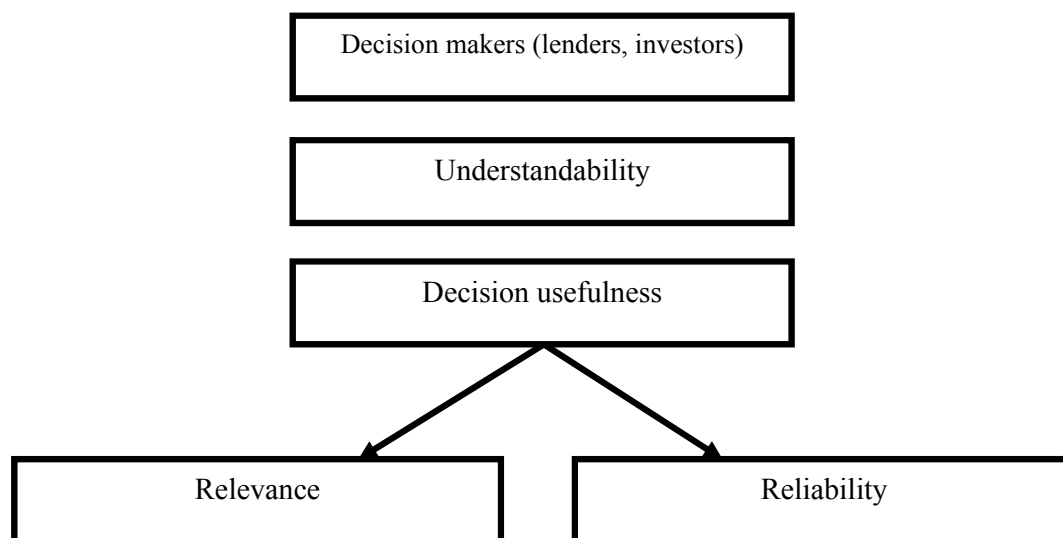 Decision makers (lenders, investors)
Understandability
Decision usefulness
Relevance
Reliability